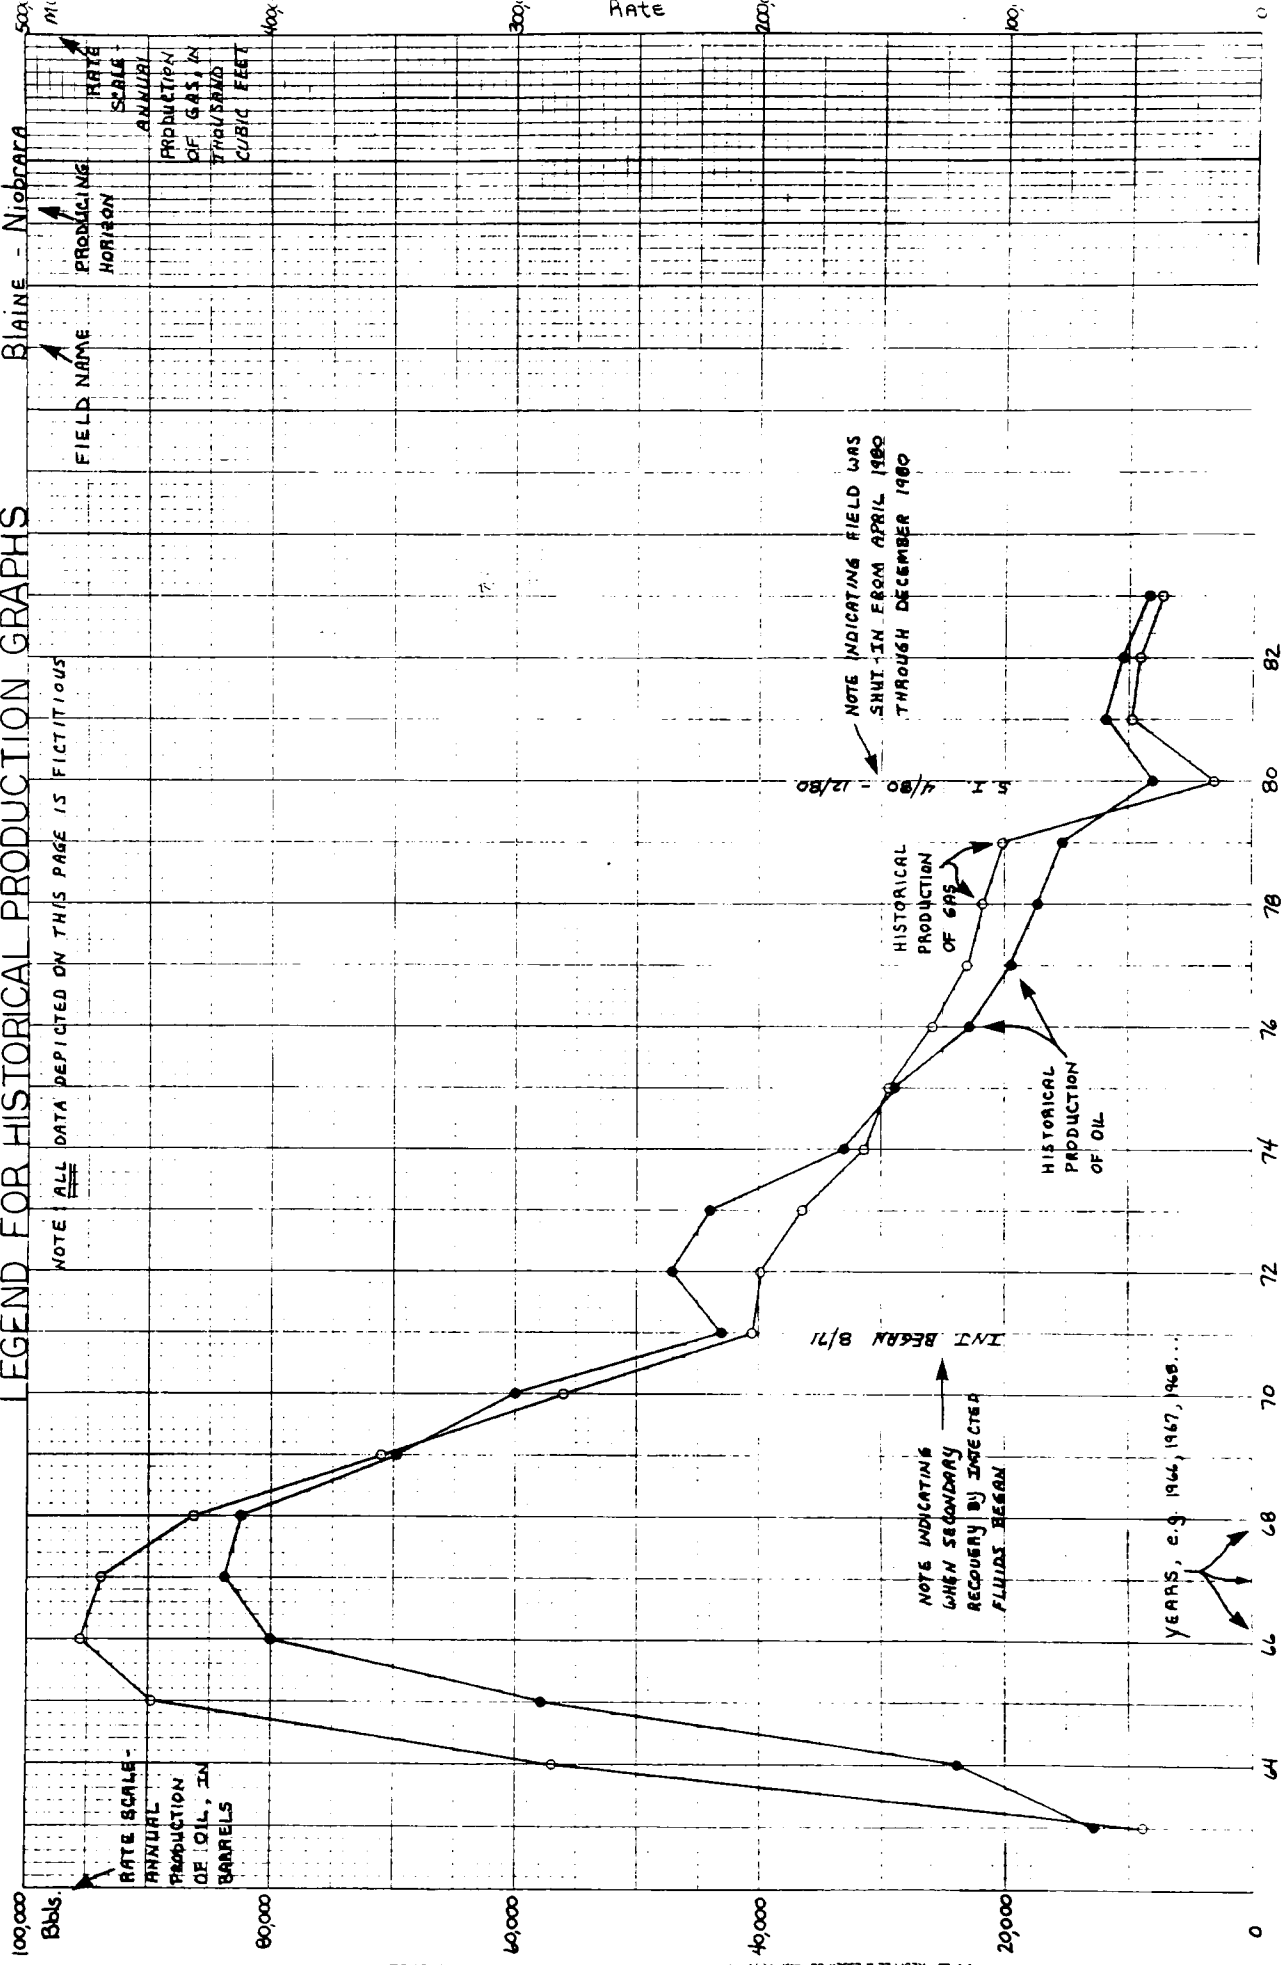 LEGEND FOR HISTORICAL PRODUCTION GRAPHS
BLAINE - Niobrara
NOTE: ALL DATA DEPICTED ON THIS PAGE IS FICTITIOUS
FIELD NAME
PRODUCING
HORIZON
RATE
SCALE-
ANNUAL
PRODUCTION
OF GAS, IN
THOUSAND
CUBIC FEET
RATE SCALE-
ANNUAL
PRODUCTION
OF OIL, IN
BARRELS
100,000
Bbls.
80,000
60,000
40,000
20,000
0
500,
400,
300,
Rate
200,
100,
0
NOTE INDICATING FIELD WAS
SHUT-IN FROM APRIL 1980
THROUGH DECEMBER 1980
S.I. 4/80 - 12/80
HISTORICAL
PRODUCTION
OF GAS
HISTORICAL
PRODUCTION
OF OIL
INJ BEGAN 8/71
NOTE INDICATING
WHEN SECONDARY
RECOVERY BY INJECTED
FLUIDS BEGAN
YEARS, e.g. 1966, 1967, 1968...
64 66 68 70 72 74 76 78 80 82